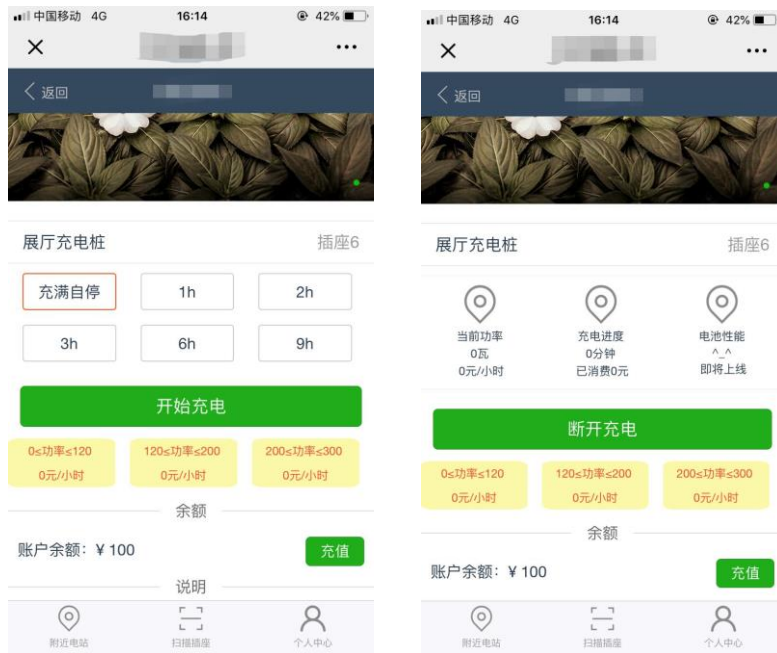 中国移动 4G 16:14 42%
返回
展厅充电桩 插座6
充满自停 1h 2h
3h 6h 9h
开始充电
0≤功率≤120 120≤功率≤200 200≤功率≤300
0元/小时 0元/小时 0元/小时
余额
账户余额：¥ 100 充值
说明
附近电站 扫描插座 个人中心
中国移动 4G 16:14 42%
返回
展厅充电桩 插座6
当前功率 充电进度 电池性能
0瓦 0分钟 ^_^
0元/小时 已消费0元 即将上线
断开充电
0≤功率≤120 120≤功率≤200 200≤功率≤300
0元/小时 0元/小时 0元/小时
余额
账户余额：¥ 100 充值
附近电站 扫描插座 个人中心